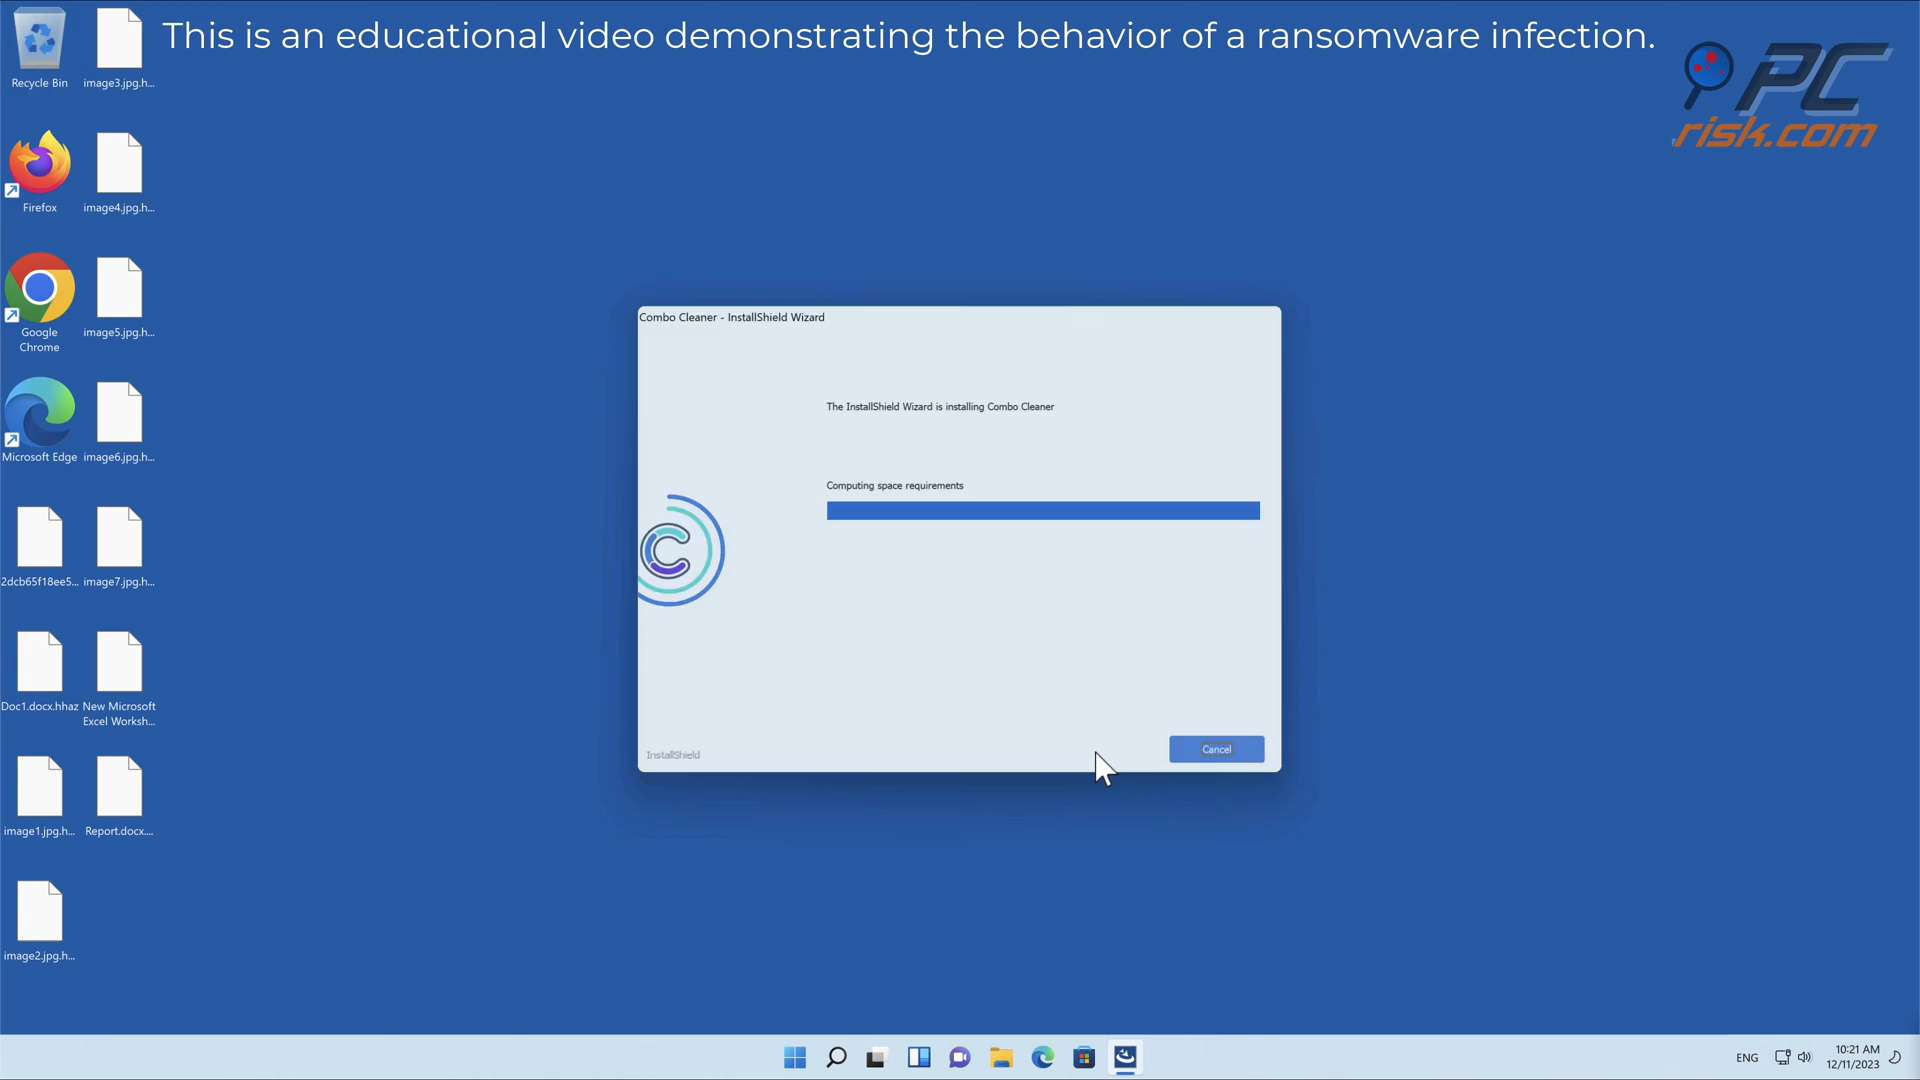 This is an educational video demonstrating the behavior of a ransomware infection.
PC
risk.com
Recycle Bin
image3.jpg.h...
Firefox
image4.jpg.h...
Google
Chrome
image5.jpg.h...
Microsoft Edge
image6.jpg.h...
2dcb65f18ee5...
image7.jpg.h...
Doc1.docx.hhaz
New Microsoft
Excel Worksh...
image1.jpg.h...
Report.docx....
image2.jpg.h...
Combo Cleaner - InstallShield Wizard
The InstallShield Wizard is installing Combo Cleaner
Computing space requirements
InstallShield
Cancel
ENG
10:21 AM
12/11/2023